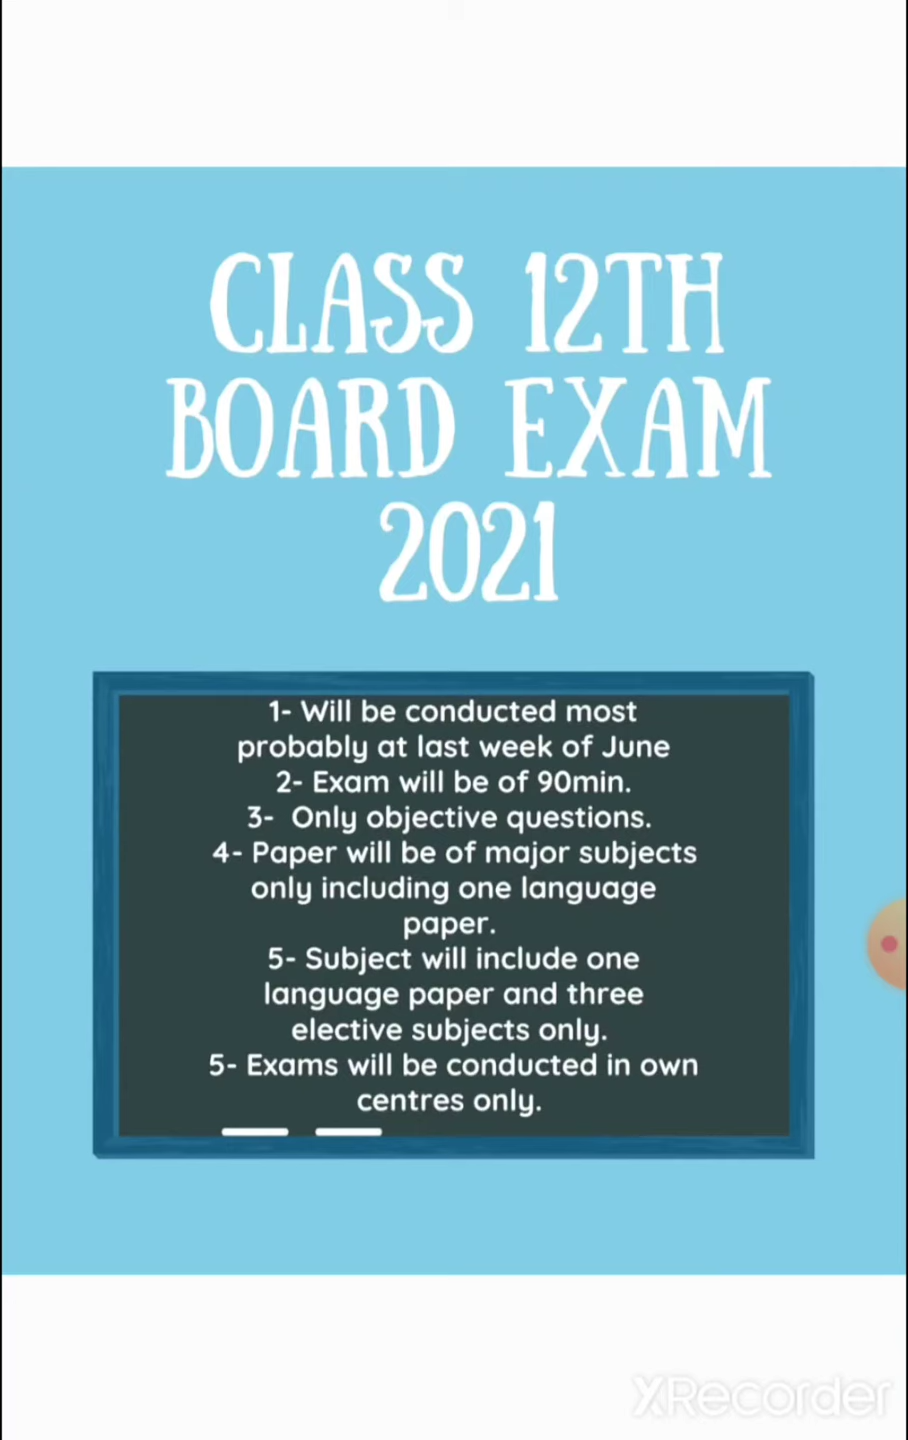 CLASS 12TH
BOARD EXAM
2021
1- Will be conducted most
probably at last week of June
2- Exam will be of 90min.
3- Only objective questions.
4- Paper will be of major subjects
only including one language
paper.
5- Subject will include one
language paper and three
elective subjects only.
5- Exams will be conducted in own
centres only.
XRecorder